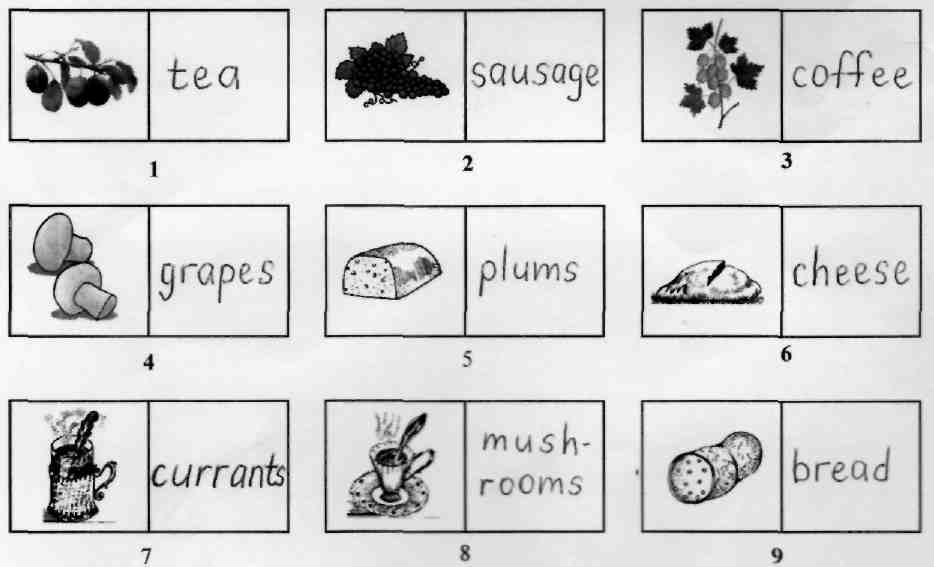 tea
sausage
coffee
1
2
3
grapes
plums
cheese
4
5
6
currants
mush-
rooms
bread
7
8
9